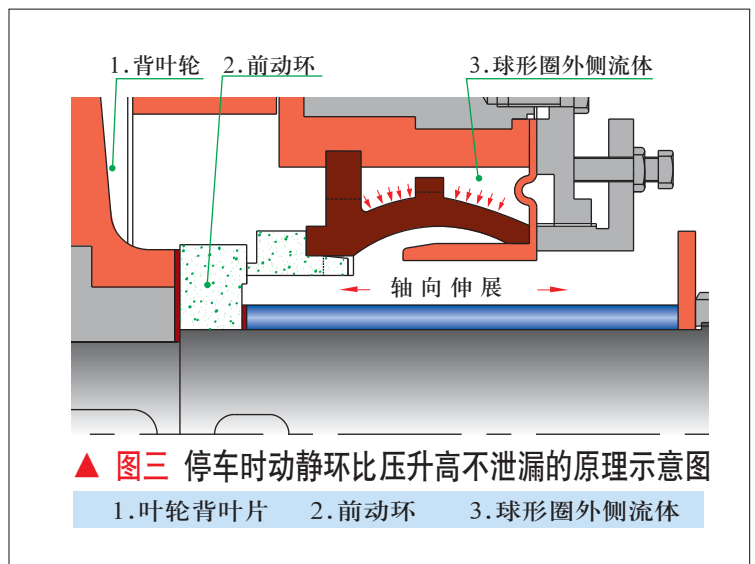 1.背叶轮 2.前动环 3.球形圈外侧流体
轴向伸展
▲ 图三 停车时动静环比压升高不泄漏的原理示意图
1.叶轮背叶片 2.前动环 3.球形圈外侧流体